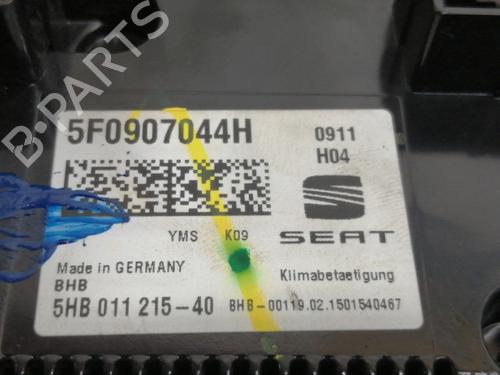 B-PARTS
5F0907044H
0911
H04
YMS K09
SEAT
Made in GERMANY
Klimabetaetigung
BHB
5HB 011 215-40
BHB-00119.02.1501540467